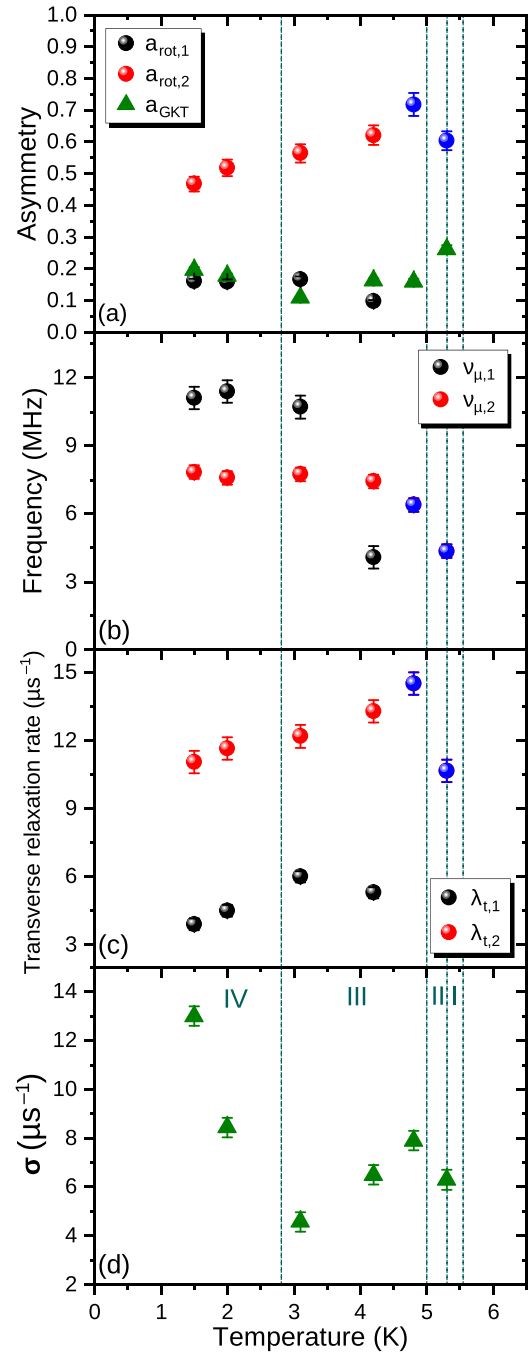 1.0
0.9
0.8
0.7
0.6
0.5
0.4
0.3
0.2
0.1
0.0
Asymmetry
a_rot,1
a_rot,2
a_GKT
(a)
12
9
6
3
0
Frequency (MHz)
ν_μ,1
ν_μ,2
(b)
15
12
9
6
3
Transverse relaxation rate (μs⁻¹)
λ_t,1
λ_t,2
(c)
14
12
10
8
6
4
2
σ (μs⁻¹)
IV III II I
(d)
0 1 2 3 4 5 6
Temperature (K)